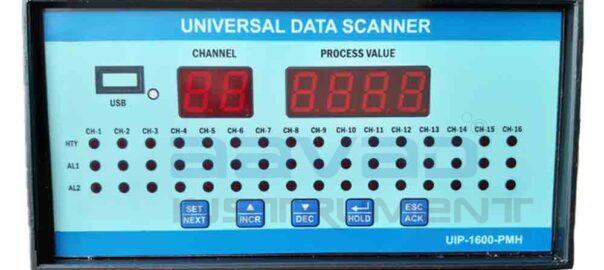 UNIVERSAL DATA SCANNER
CHANNEL PROCESS VALUE
USB
CH-1 CH-2 CH-3 CH-4 CH-5 CH-6 CH-7 CH-8 CH-9 CH-10 CH-11 CH-12 CH-13 CH-14 CH-15 CH-16
HTY
AL1
AL2
SET NEXT
▲ INCR
▼ DEC
↵ HOLD
ESC ACK
aavad
INSTRUMENT
UIP-1600-PMH